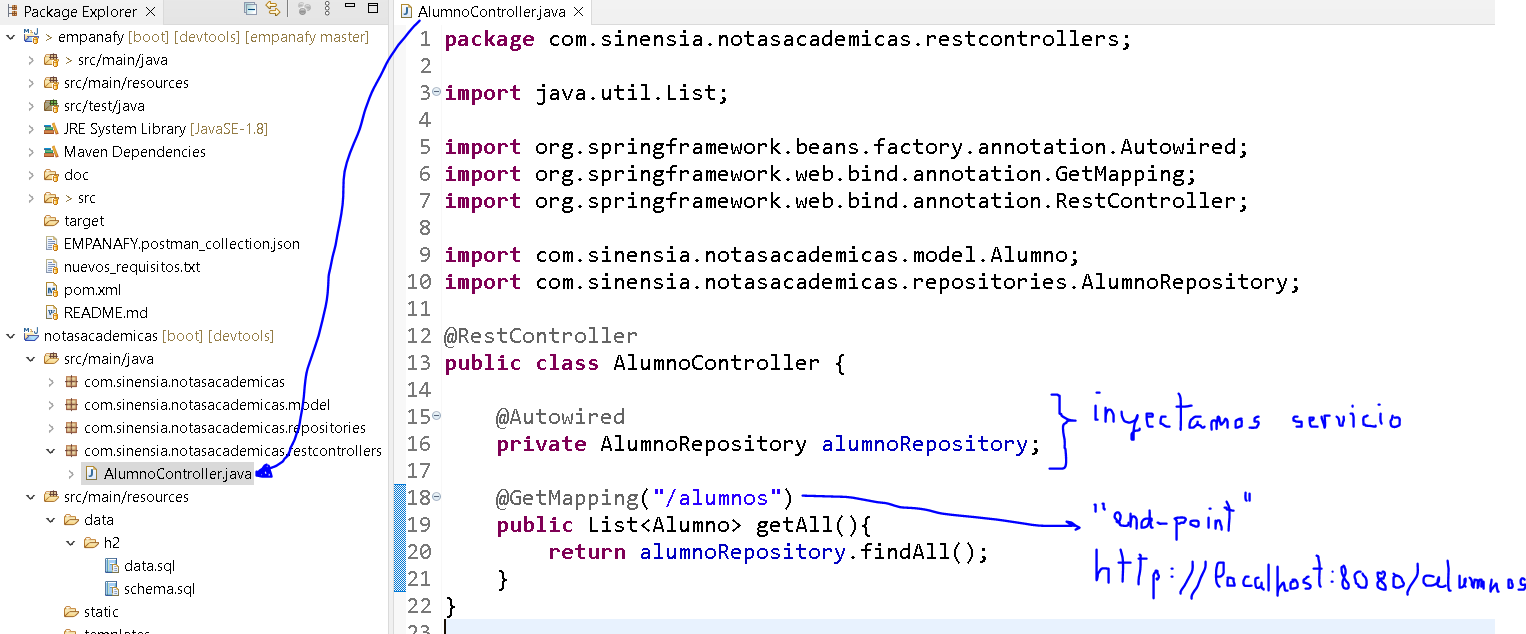 Package Explorer
> empanafy [boot] [devtools] [empanafy master]
> src/main/java
src/main/resources
src/test/java
JRE System Library [JavaSE-1.8]
Maven Dependencies
doc
> src
target
EMPANAFY.postman_collection.json
nuevos_requisitos.txt
pom.xml
README.md
notasacademicas [boot] [devtools]
src/main/java
com.sinensia.notasacademicas
com.sinensia.notasacademicas.model
com.sinensia.notasacademicas.repositories
com.sinensia.notasacademicas.restcontrollers
AlumnoController.java
src/main/resources
data
h2
data.sql
schema.sql
static
templates
AlumnoController.java
1 package com.sinensia.notasacademicas.restcontrollers;
2
3 import java.util.List;
4
5 import org.springframework.beans.factory.annotation.Autowired;
6 import org.springframework.web.bind.annotation.GetMapping;
7 import org.springframework.web.bind.annotation.RestController;
8
9 import com.sinensia.notasacademicas.model.Alumno;
10 import com.sinensia.notasacademicas.repositories.AlumnoRepository;
11
12 @RestController
13 public class AlumnoController {
14
15 @Autowired
16 private AlumnoRepository alumnoRepository;
17
18 @GetMapping("/alumnos")
19 public List<Alumno> getAll(){
20 return alumnoRepository.findAll();
21 }
22 }
23
inyectamos servicio
"end-point"
http://localhost:8080/alumnos